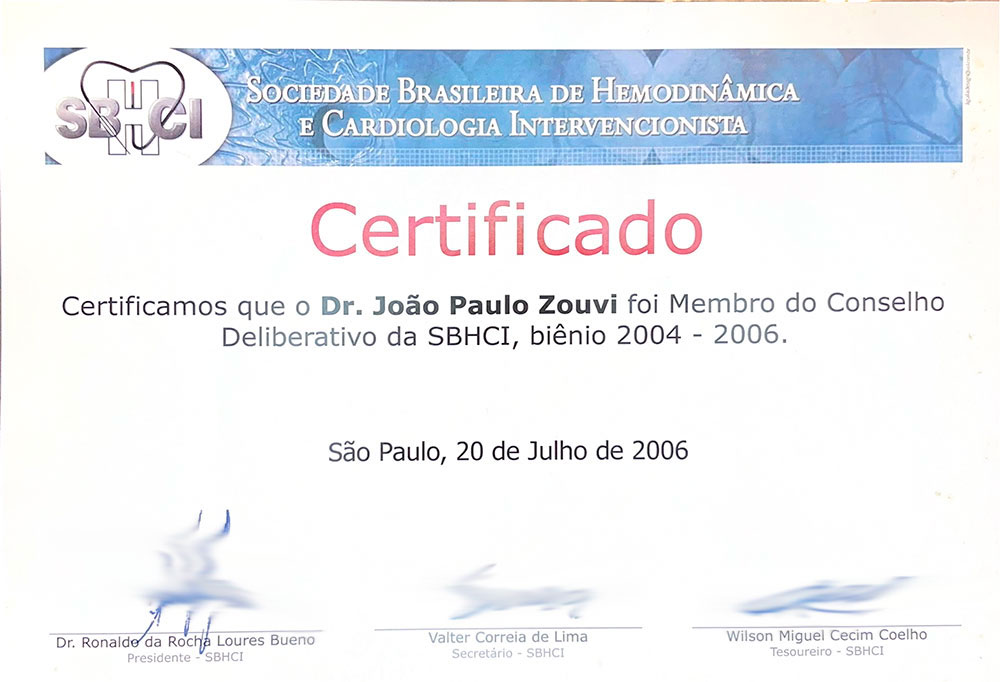 SBHCI
SOCIEDADE BRASILEIRA DE HEMODINÂMICA
E CARDIOLOGIA INTERVENCIONISTA
Certificado
Certificamos que o Dr. João Paulo Zouvi foi Membro do Conselho
Deliberativo da SBHCI, biênio 2004 - 2006.
São Paulo, 20 de Julho de 2006
Dr. Ronaldo da Rocha Loures Bueno
Presidente - SBHCI
Valter Correia de Lima
Secretário - SBHCI
Wilson Miguel Cecim Coelho
Tesoureiro - SBHCI